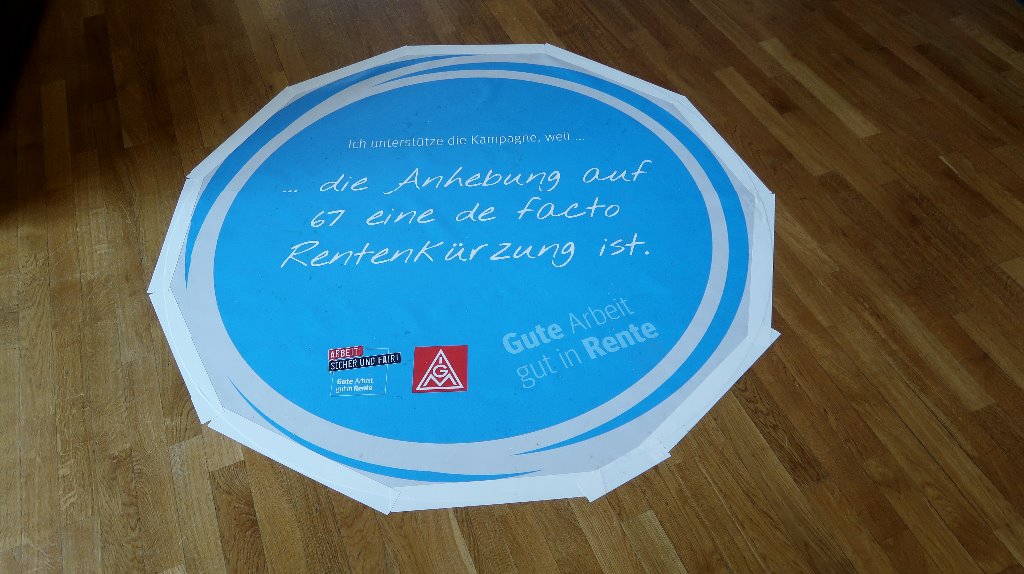 Ich unterstütze die Kampagne, weil ...
... die Anhebung auf
67 eine de facto
Rentenkürzung ist.
Gute Arbeit
gut in Rente
ARBEIT:
SICHER UND FAIR!
Gute Arbeit
gut in Rente
IGM